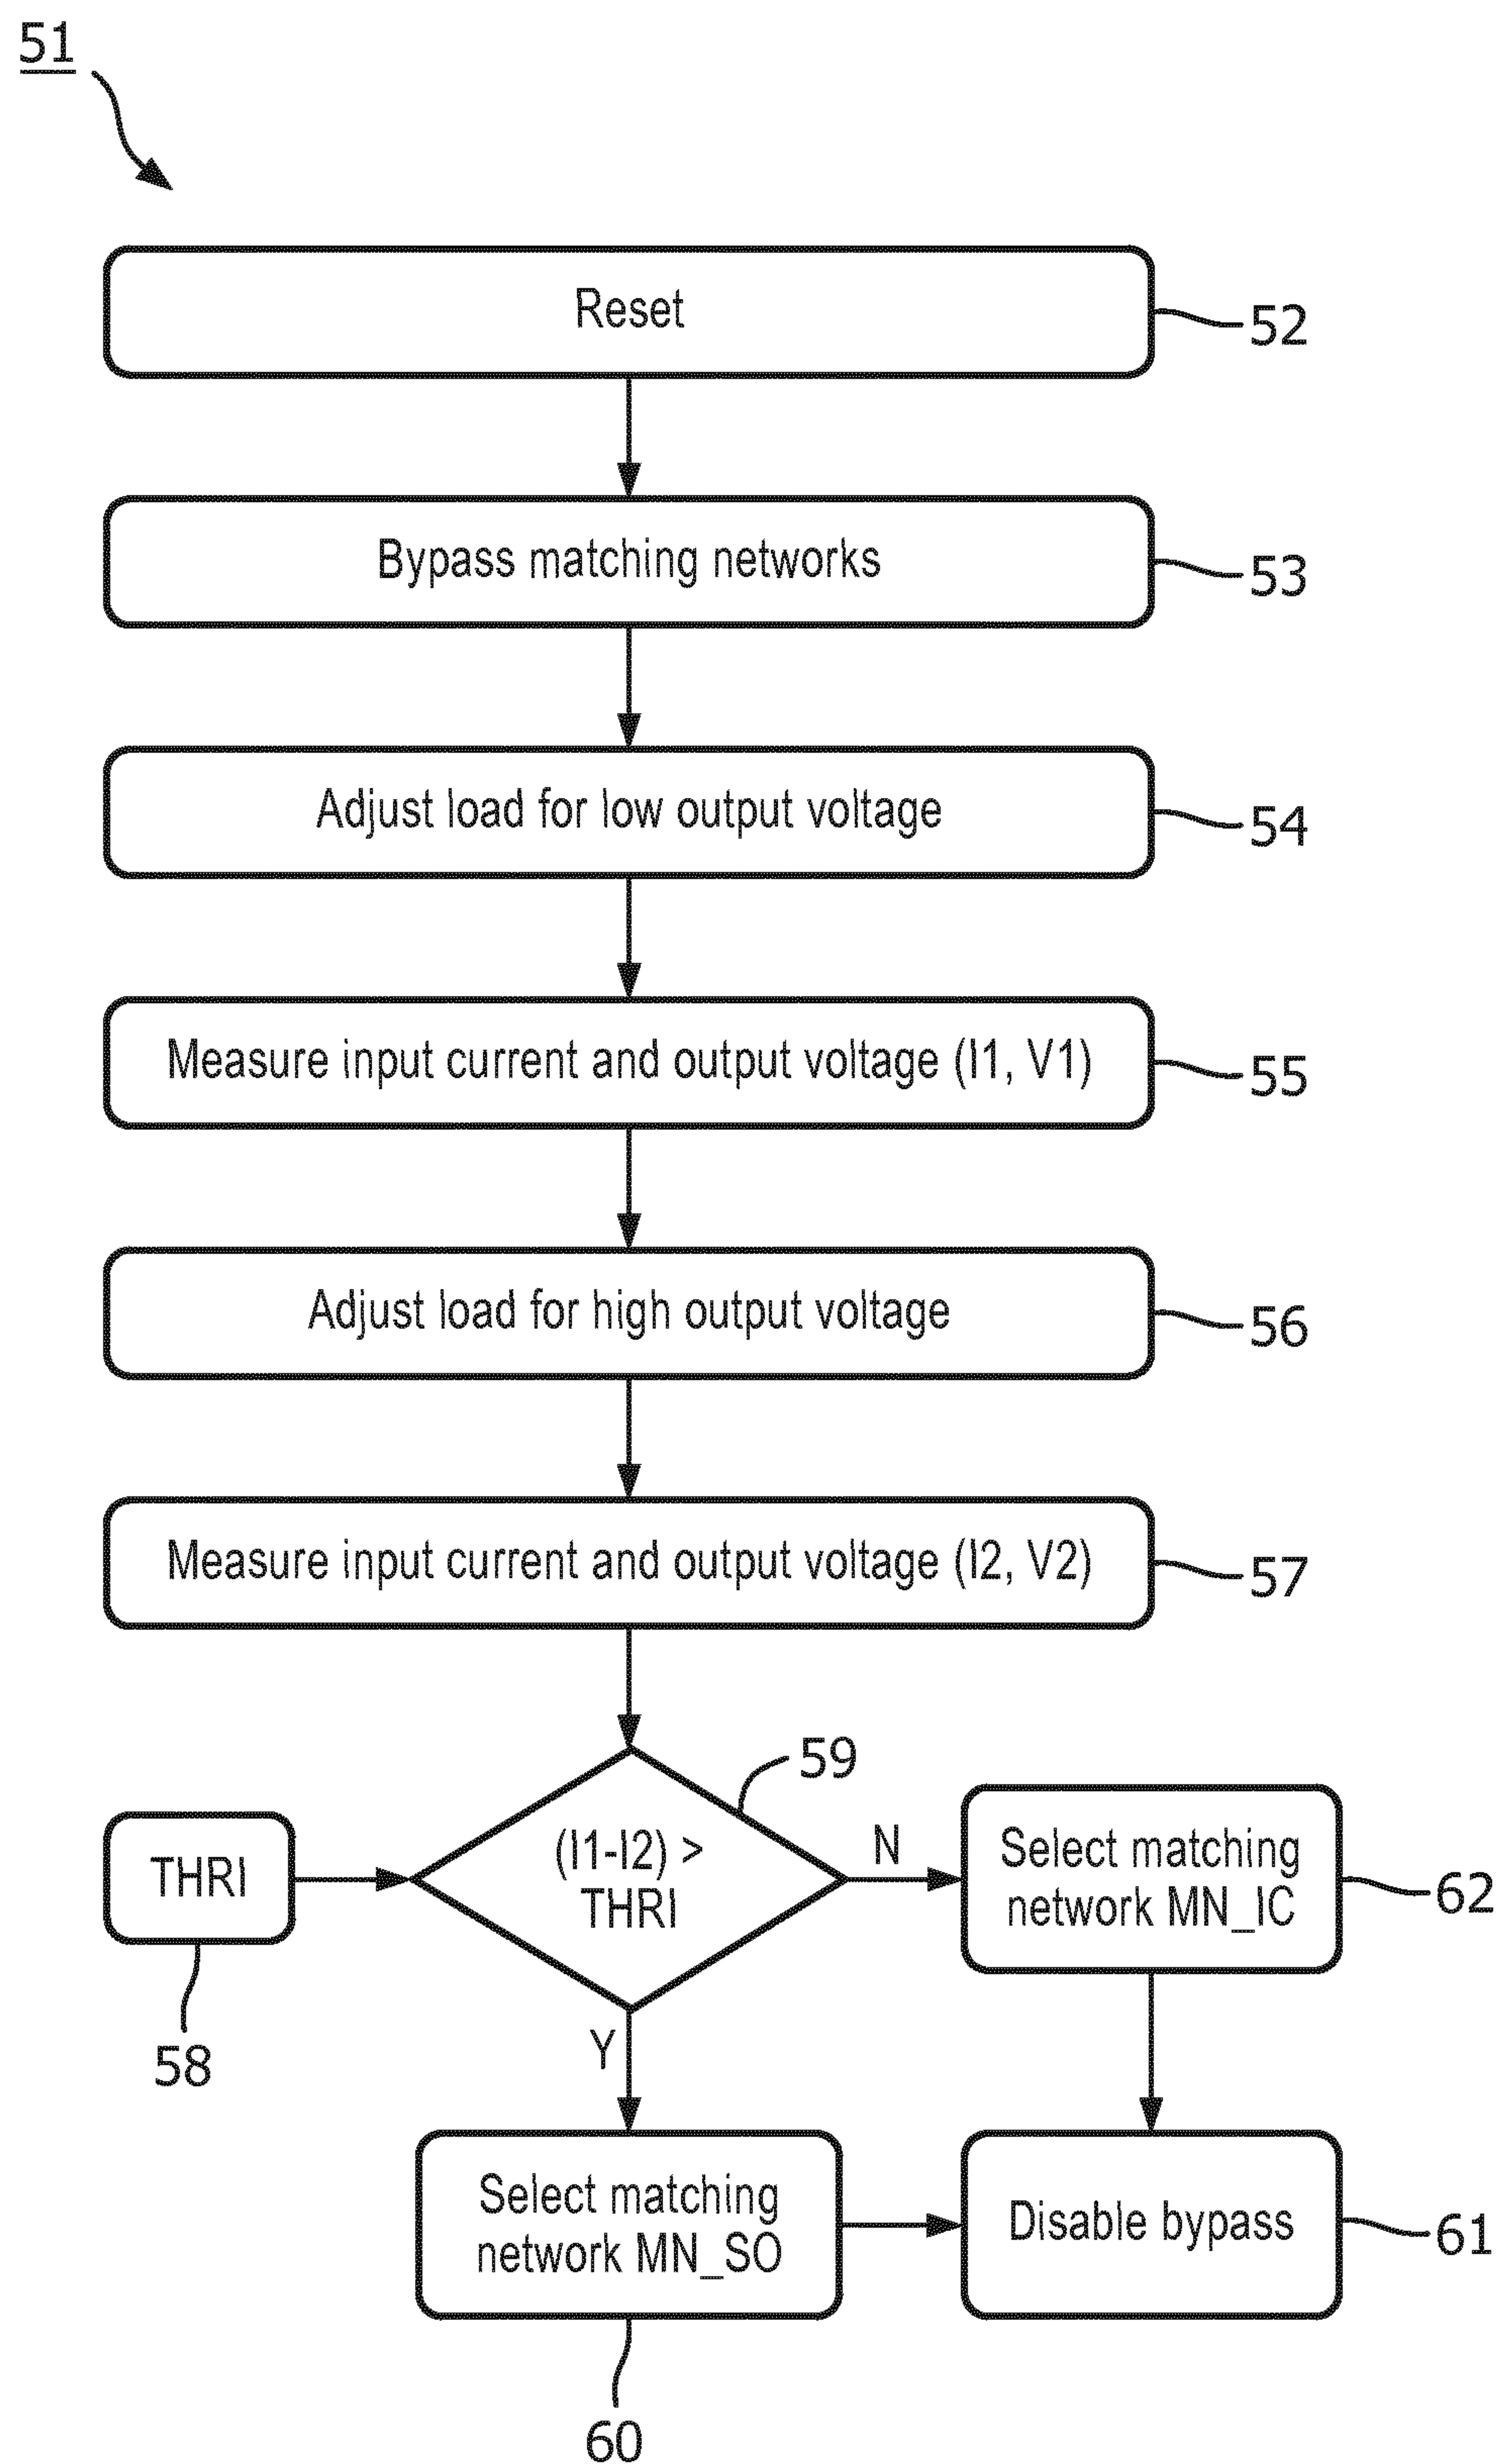 51
Reset
52
Bypass matching networks
53
Adjust load for low output voltage
54
Measure input current and output voltage (I1, V1)
55
Adjust load for high output voltage
56
Measure input current and output voltage (I2, V2)
57
59
THRI
58
(I1-I2) >
THRI
N
Select matching
network MN_IC
62
Y
Select matching
network MN_SO
60
Disable bypass
61